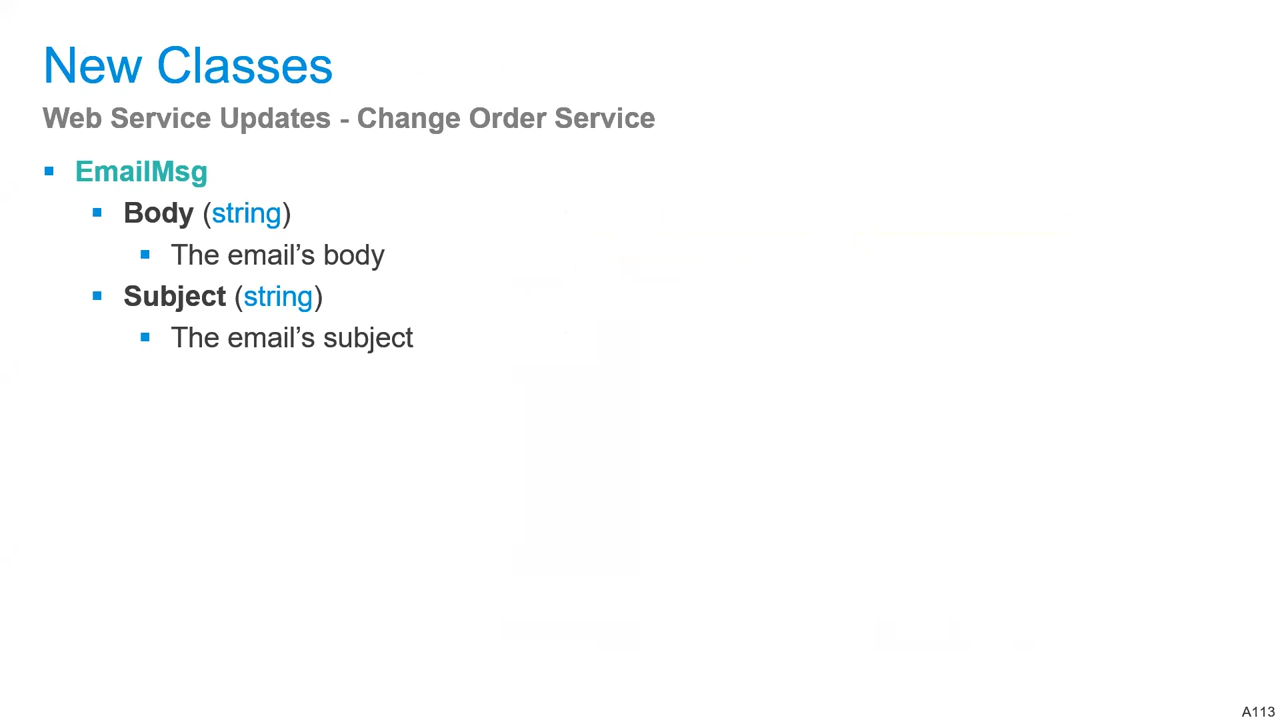 New Classes
Web Service Updates - Change Order Service
▪ EmailMsg
▪ Body (string)
▪ The email’s body
▪ Subject (string)
▪ The email’s subject
A113